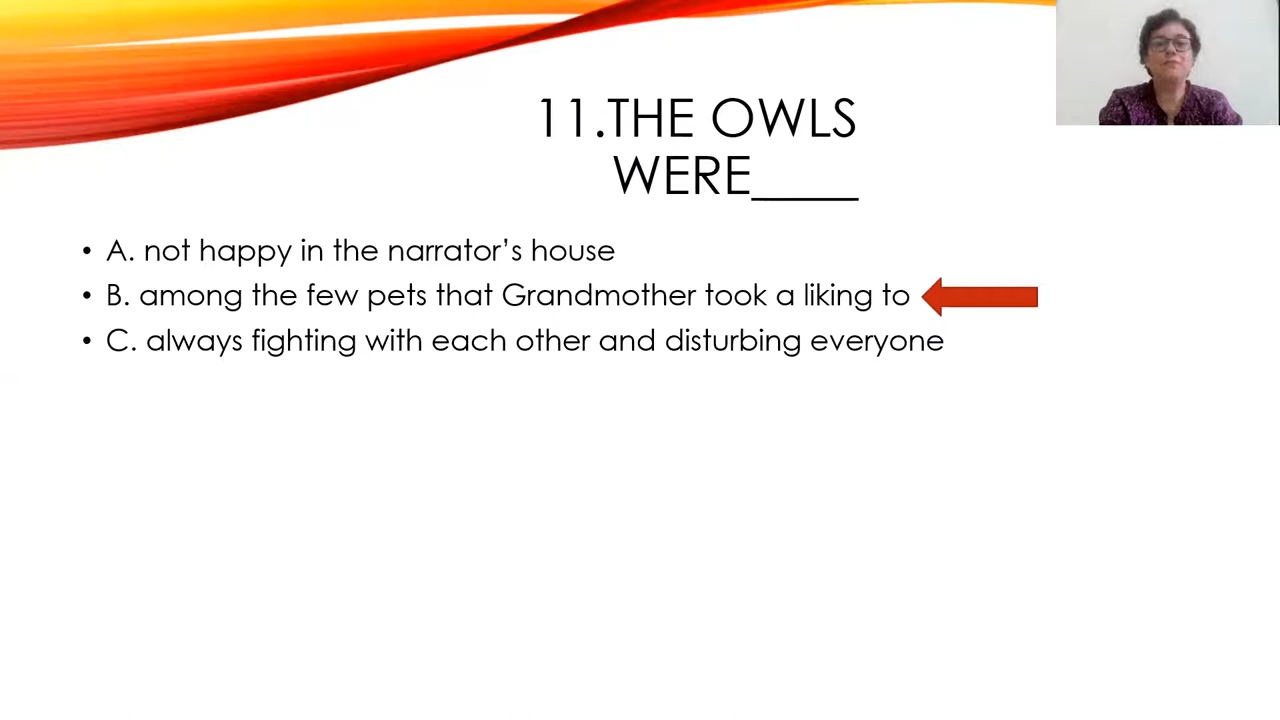 11.THE OWLS
WERE____
• A. not happy in the narrator’s house
• B. among the few pets that Grandmother took a liking to
• C. always fighting with each other and disturbing everyone